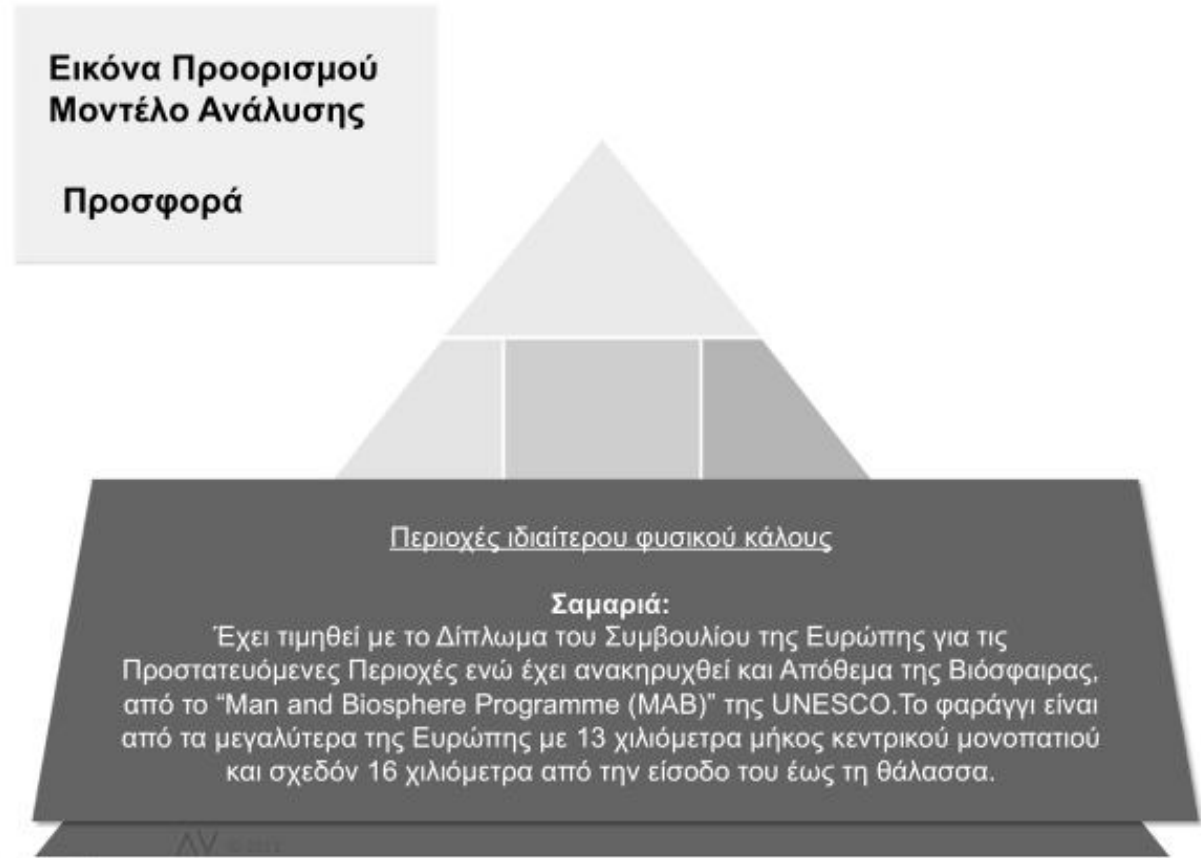 Εικόνα Προορισμού
Μοντέλο Ανάλυσης
Προσφορά
Περιοχές ιδιαίτερου φυσικού κάλους
Σαμαριά:
Έχει τιμηθεί με το Δίπλωμα του Συμβουλίου της Ευρώπης για τις
Προστατευόμενες Περιοχές ενώ έχει ανακηρυχθεί και Απόθεμα της Βιόσφαιρας,
από το “Man and Biosphere Programme (MAB)” της UNESCO.Το φαράγγι είναι
από τα μεγαλύτερα της Ευρώπης με 13 χιλιόμετρα μήκος κεντρικού μονοπατιού
και σχεδόν 16 χιλιόμετρα από την είσοδο του έως τη θάλασσα.